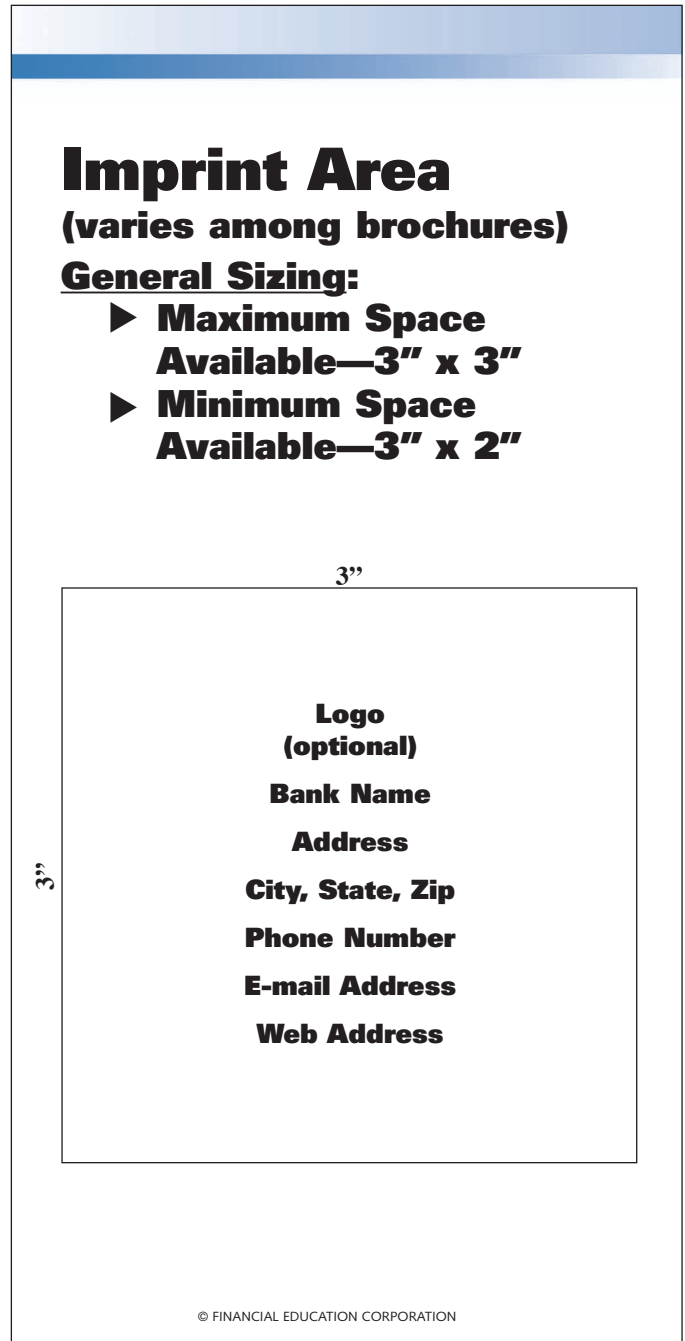 Imprint Area
(varies among brochures)
General Sizing:
▶ Maximum Space
Available—3" x 3"
▶ Minimum Space
Available—3" x 2"
3”
Logo
(optional)
Bank Name
Address
City, State, Zip
Phone Number
E-mail Address
Web Address
3”
© FINANCIAL EDUCATION CORPORATION